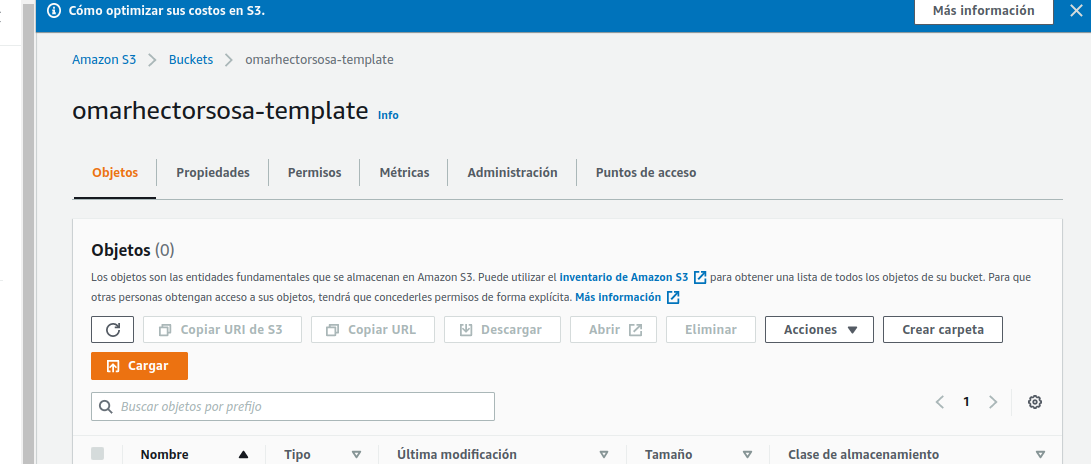 Cómo optimizar sus costos en S3.
Más información
Amazon S3 > Buckets > omarhectorsosa-template
omarhectorsosa-template Info
Objetos Propiedades Permisos Métricas Administración Puntos de acceso
Objetos (0)
Los objetos son las entidades fundamentales que se almacenan en Amazon S3. Puede utilizar el inventario de Amazon S3 para obtener una lista de todos los objetos de su bucket. Para que
otras personas obtengan acceso a sus objetos, tendrá que concederles permisos de forma explícita. Más información
Copiar URI de S3 Copiar URL Descargar Abrir Eliminar Acciones Crear carpeta
Cargar
Buscar objetos por prefijo
1
Nombre Tipo Última modificación Tamaño Clase de almacenamiento